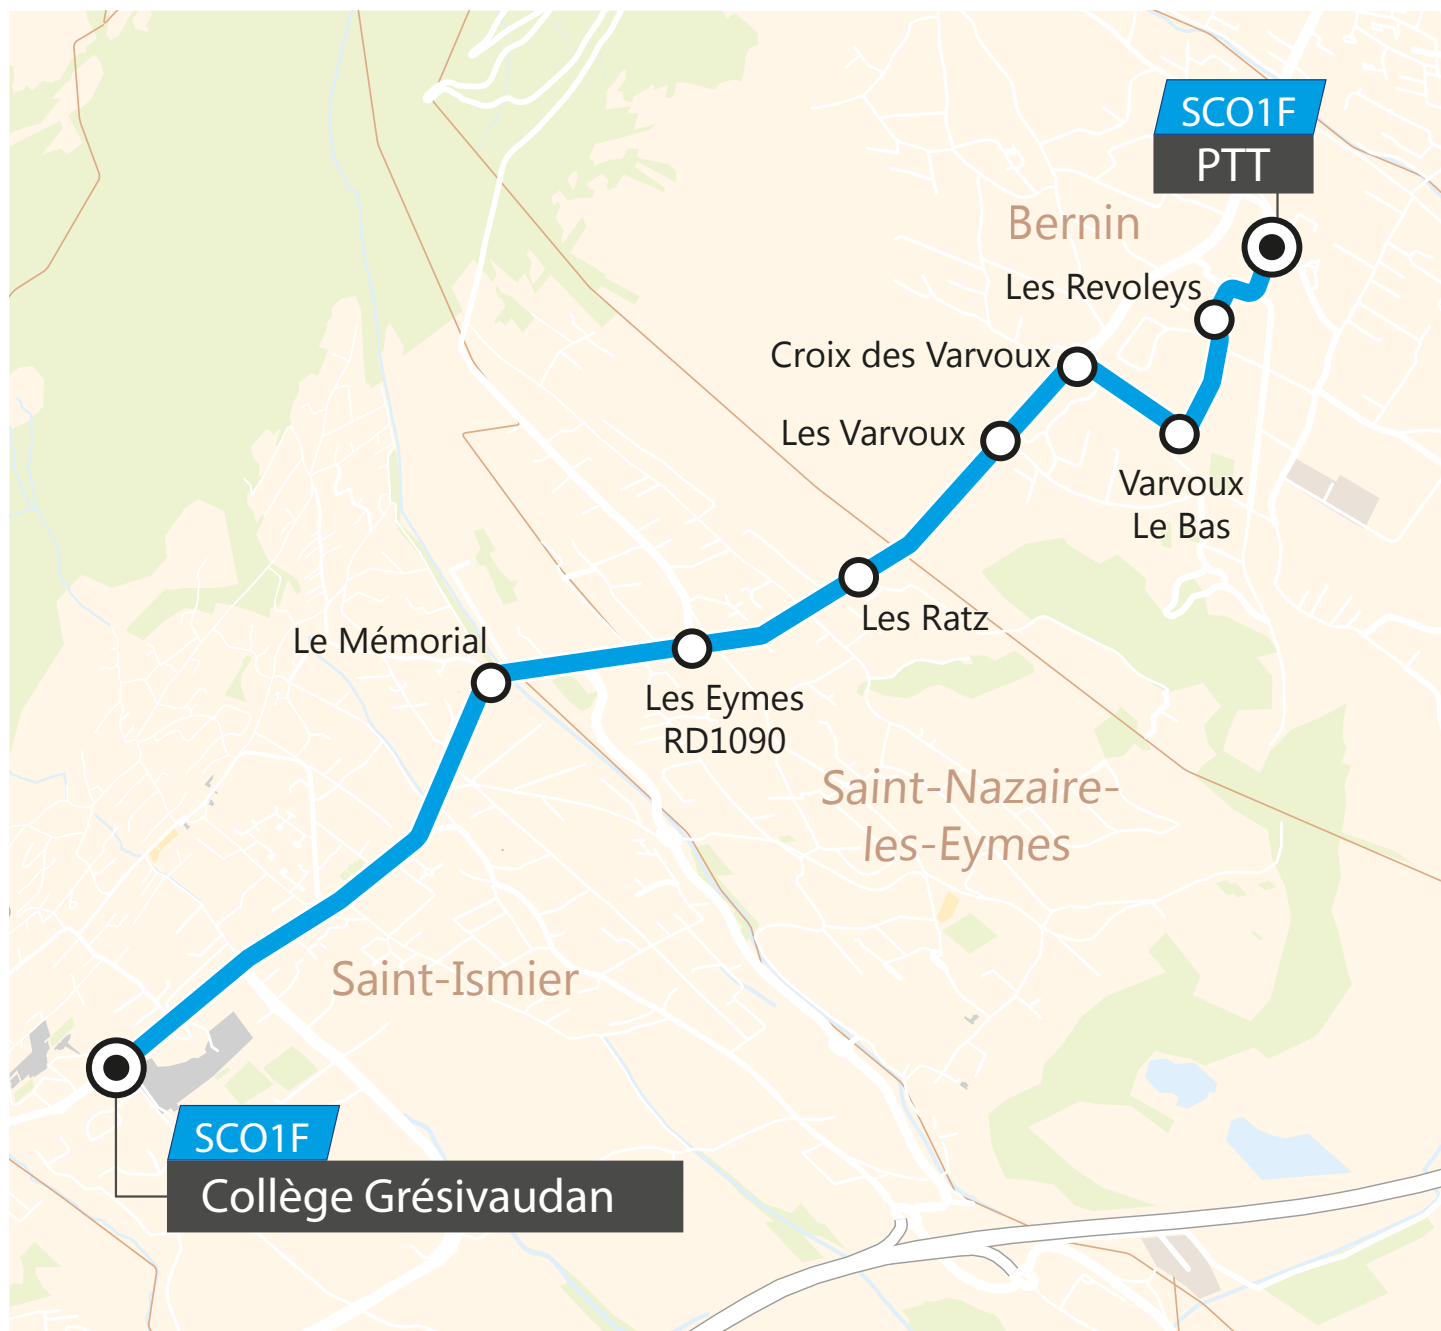 SCO1F
PTT
Bernin
Les Revoleys
Croix des Varvoux
Les Varvoux
Varvoux
Le Bas
Les Ratz
Le Mémorial
Les Eymes
RD1090
Saint-Nazaire-
les-Eymes
Saint-Ismier
SCO1F
Collège Grésivaudan